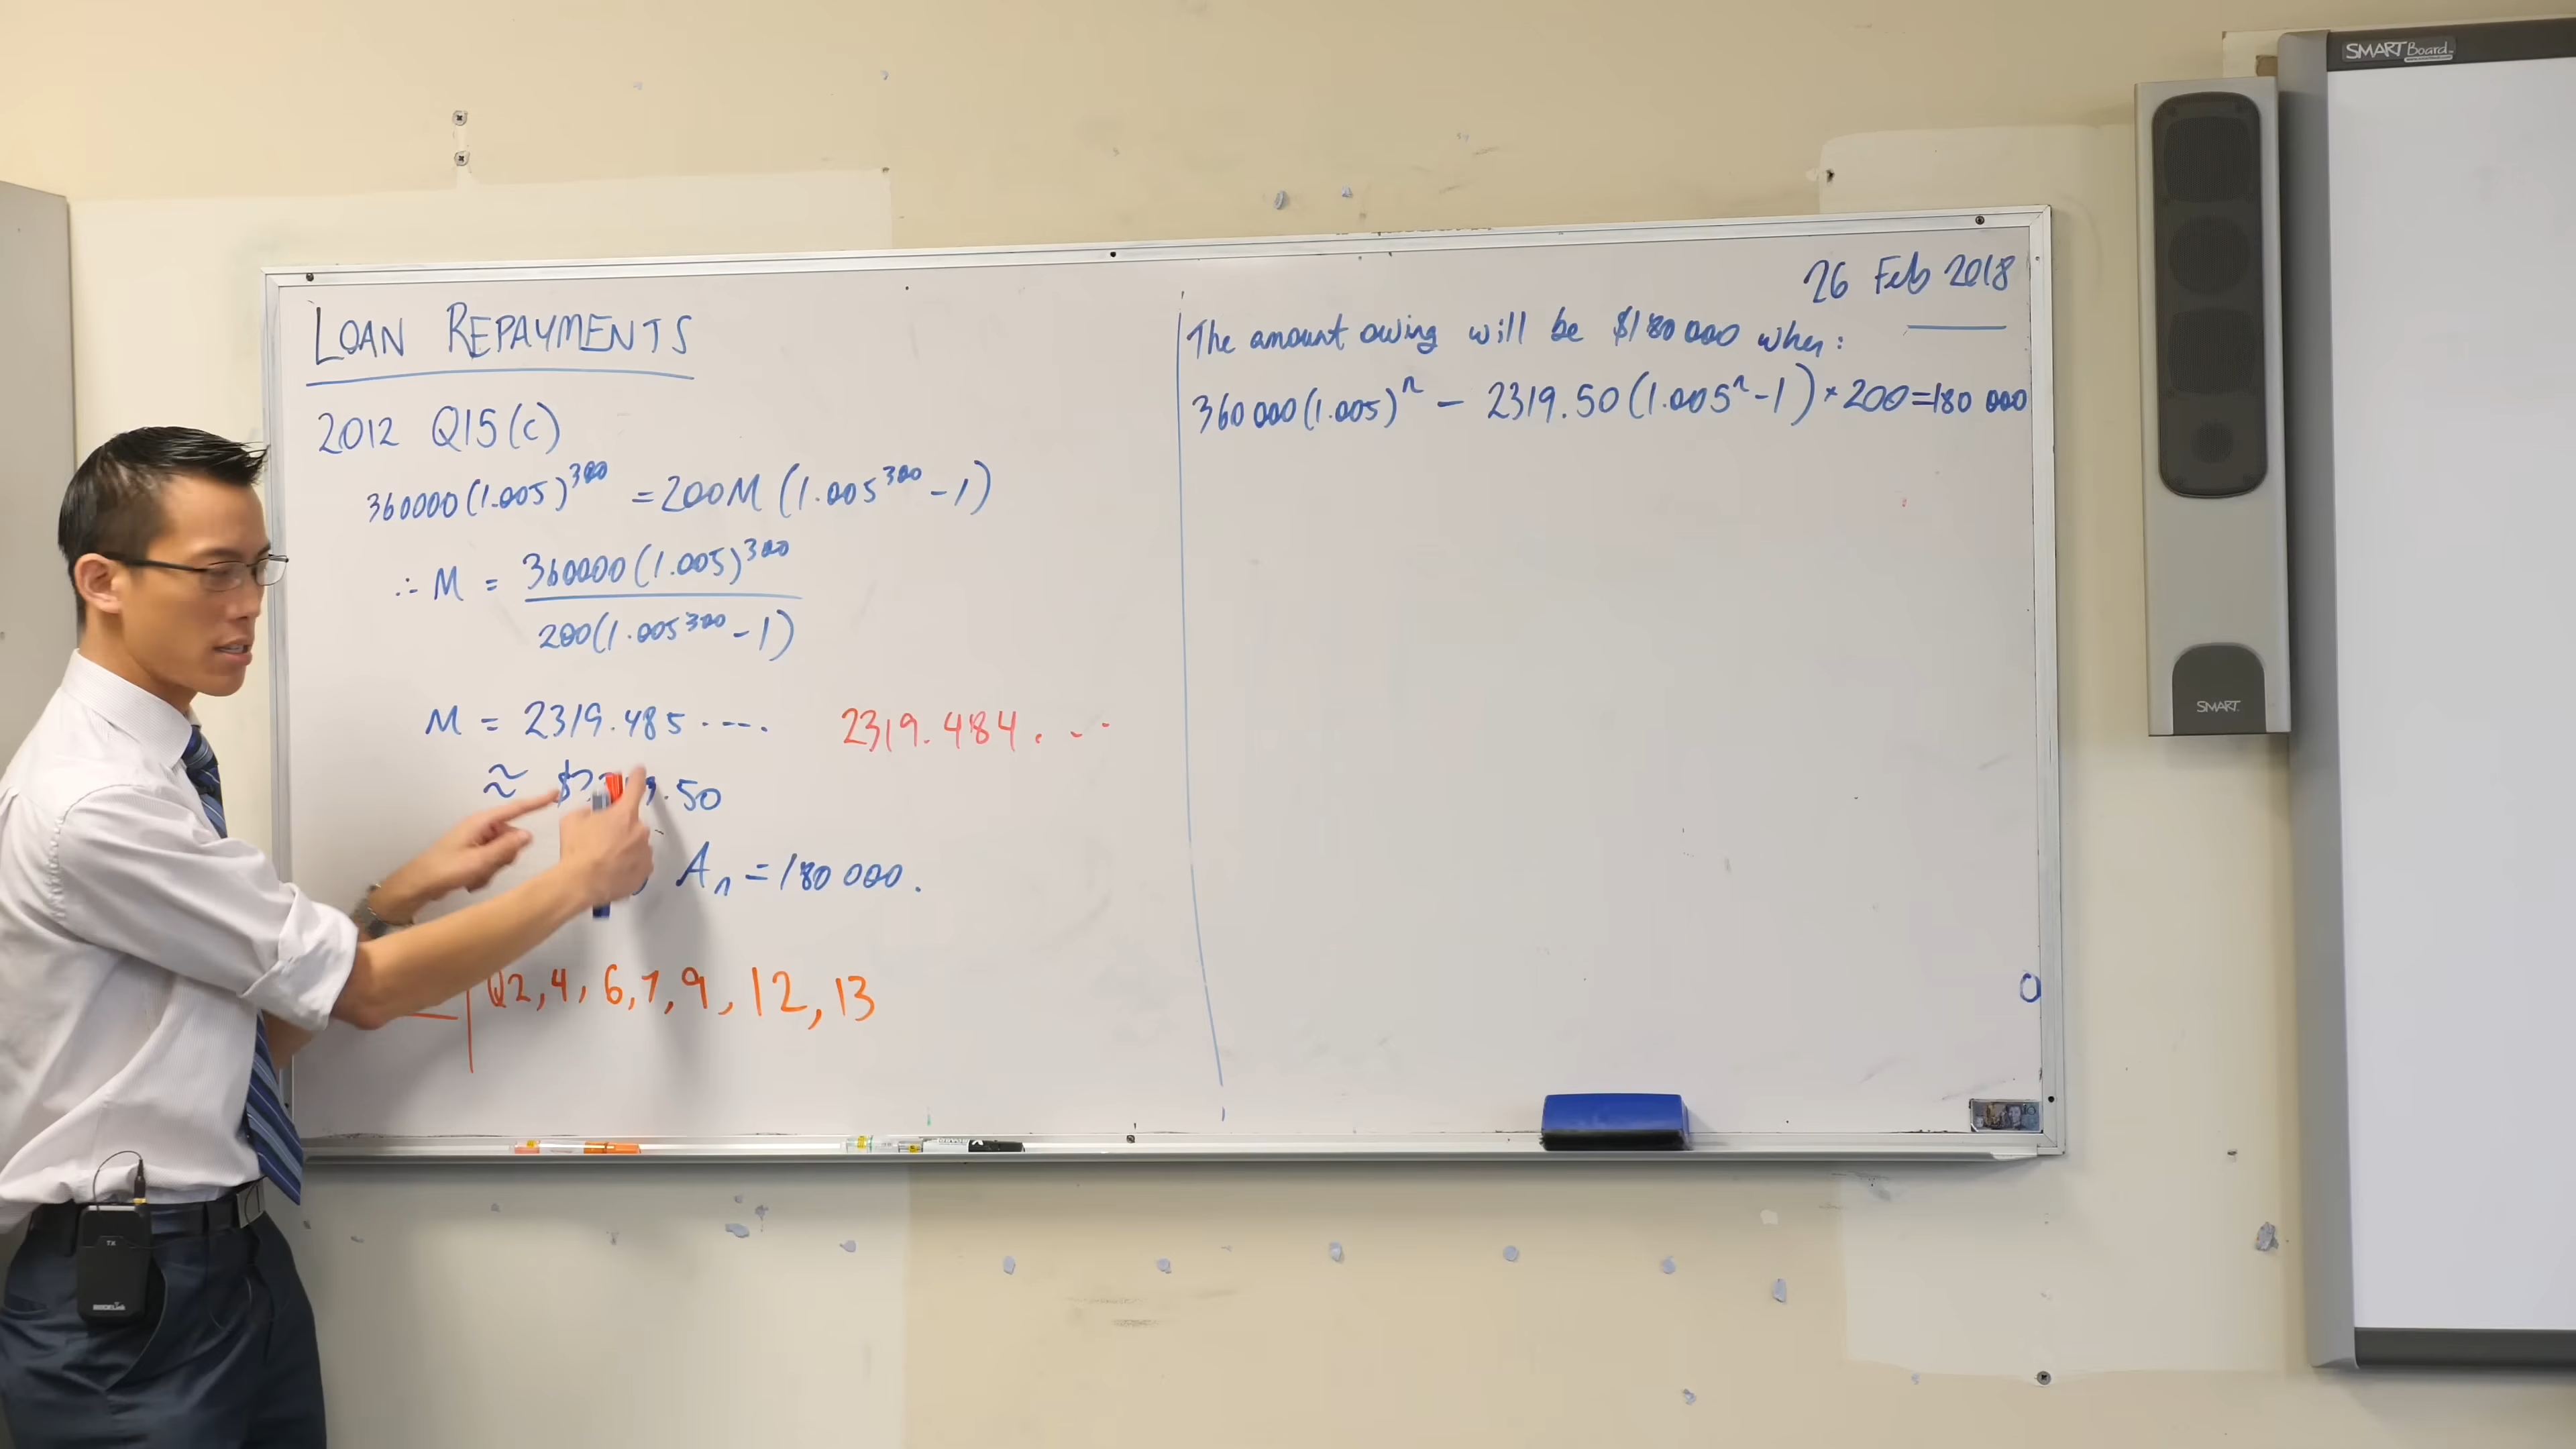 LOAN REPAYMENTS
2012 Q15(c)
360000(1.005)^300 = 200M (1.005^300 - 1)
∴ M = 360000(1.005)^300
200(1.005^300 - 1)
M = 2319.485 ....
2319.484 ...
≈ .50
Aₙ = 180 000.
Q2, 4, 6, 7, 9, 12, 13
26 Feb 2018
The amount owing will be $180 000 when:
360 000(1.005)^n - 2319.50(1.005^n - 1) × 200 = 180 000
SMART Board
SMART
TX